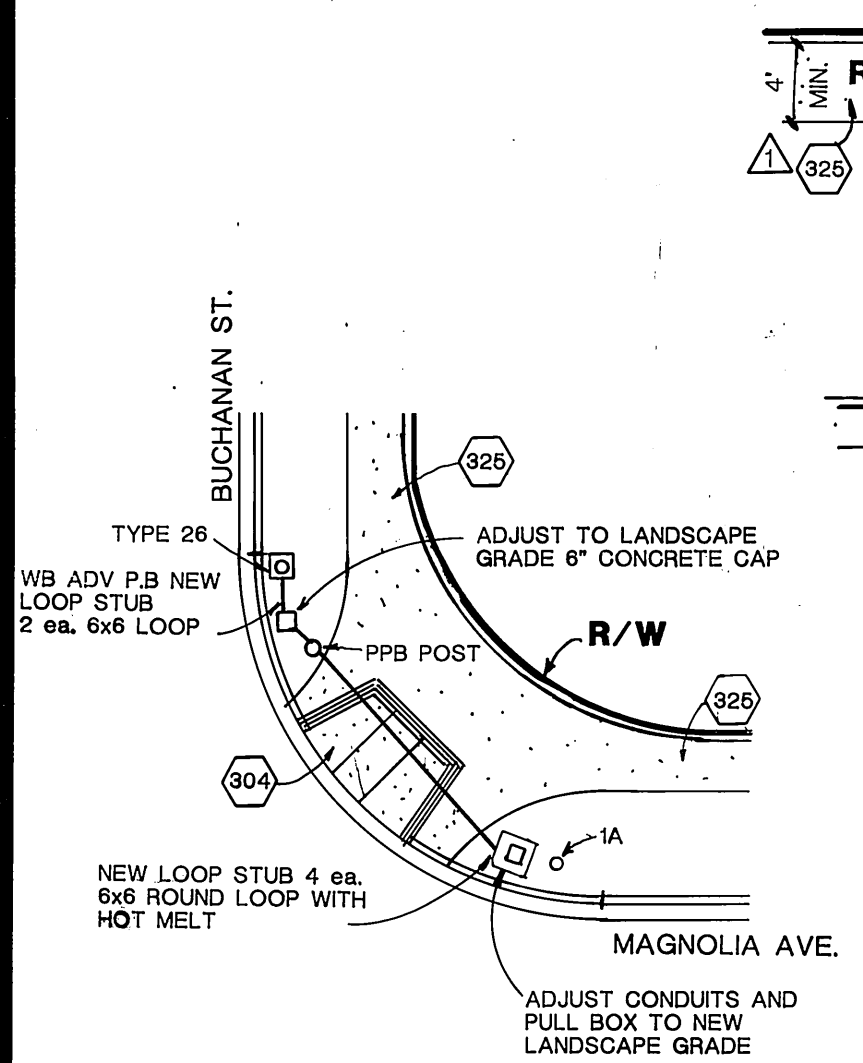 4'
MIN.
R
1
325
BUCHANAN ST.
325
TYPE 26
ADJUST TO LANDSCAPE
GRADE 6" CONCRETE CAP
WB ADV P.B NEW
LOOP STUB
2 ea. 6x6 LOOP
R/W
PPB POST
325
304
1A
NEW LOOP STUB 4 ea.
6x6 ROUND LOOP WITH
HOT MELT
MAGNOLIA AVE.
ADJUST CONDUITS AND
PULL BOX TO NEW
LANDSCAPE GRADE